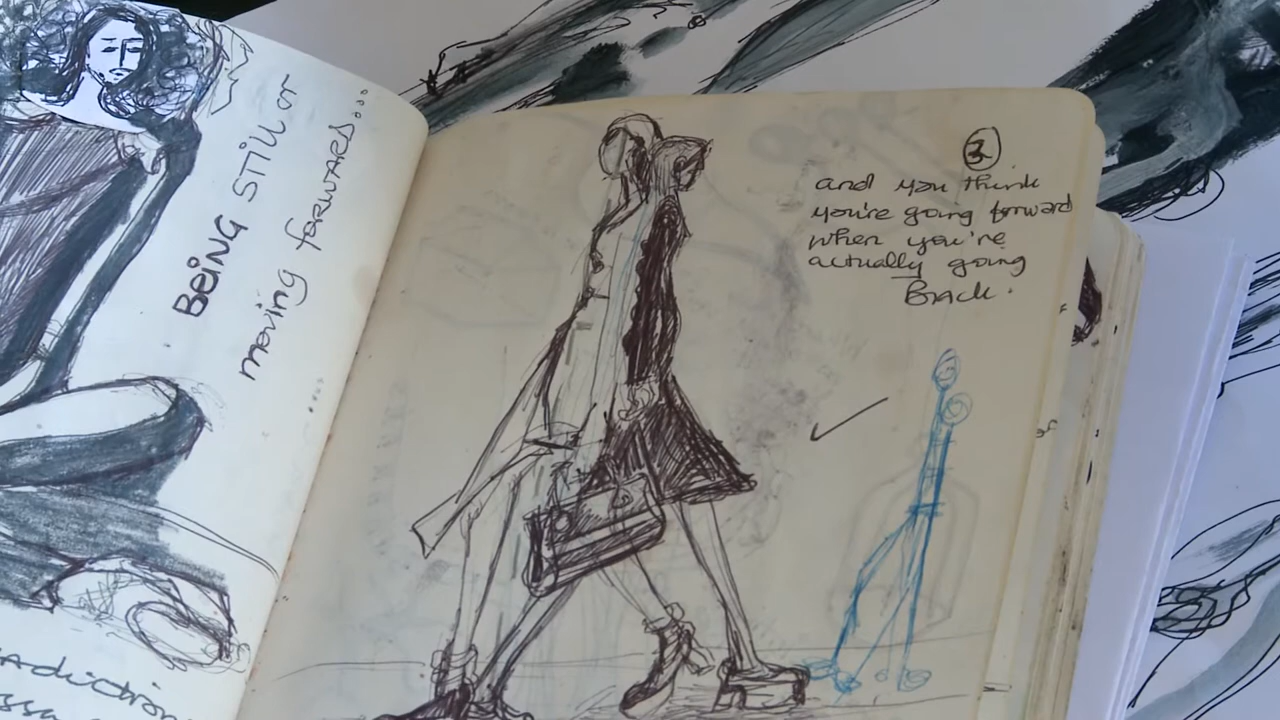 BEING STILL or
moving forwards...
3
and you think
you're going forward
when you're
actually going
Back.